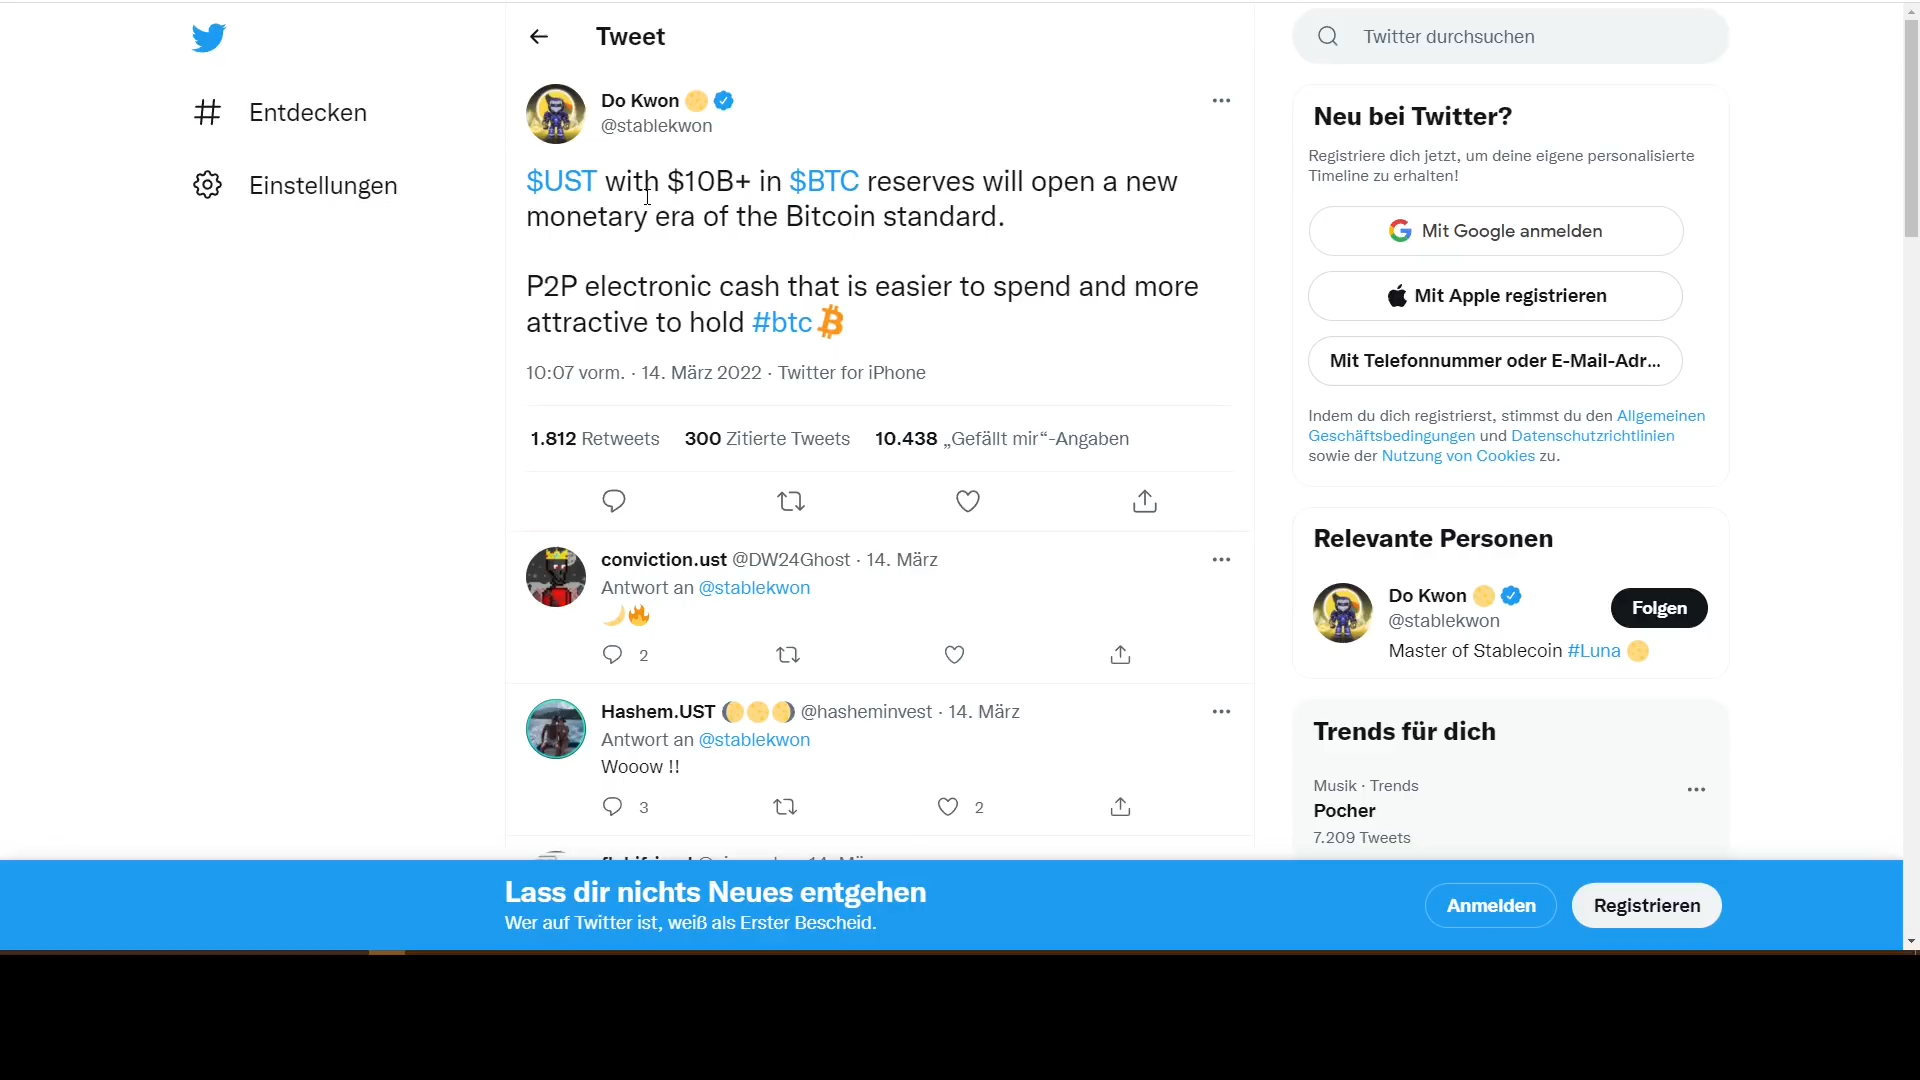 Tweet
Twitter durchsuchen
Entdecken
Einstellungen
Do Kwon
@stablekwon
$UST with $10B+ in $BTC reserves will open a new
monetary era of the Bitcoin standard.
P2P electronic cash that is easier to spend and more
attractive to hold #btc
10:07 vorm. · 14. März 2022 · Twitter for iPhone
1.812 Retweets 300 Zitierte Tweets 10.438 „Gefällt mir“-Angaben
conviction.ust @DW24Ghost · 14. März
Antwort an @stablekwon
🌙🔥
2
Hashem.UST 🌔🌕🌖 @hasheminvest · 14. März
Antwort an @stablekwon
Wooow !!
3 2
Neu bei Twitter?
Registriere dich jetzt, um deine eigene personalisierte
Timeline zu erhalten!
Mit Google anmelden
Mit Apple registrieren
Mit Telefonnummer oder E-Mail-Adr...
Indem du dich registrierst, stimmst du den Allgemeinen
Geschäftsbedingungen und Datenschutzrichtlinien
sowie der Nutzung von Cookies zu.
Relevante Personen
Do Kwon
@stablekwon
Folgen
Master of Stablecoin #Luna
Trends für dich
Musik · Trends
Pocher
7.209 Tweets
Lass dir nichts Neues entgehen
Wer auf Twitter ist, weiß als Erster Bescheid.
Anmelden
Registrieren